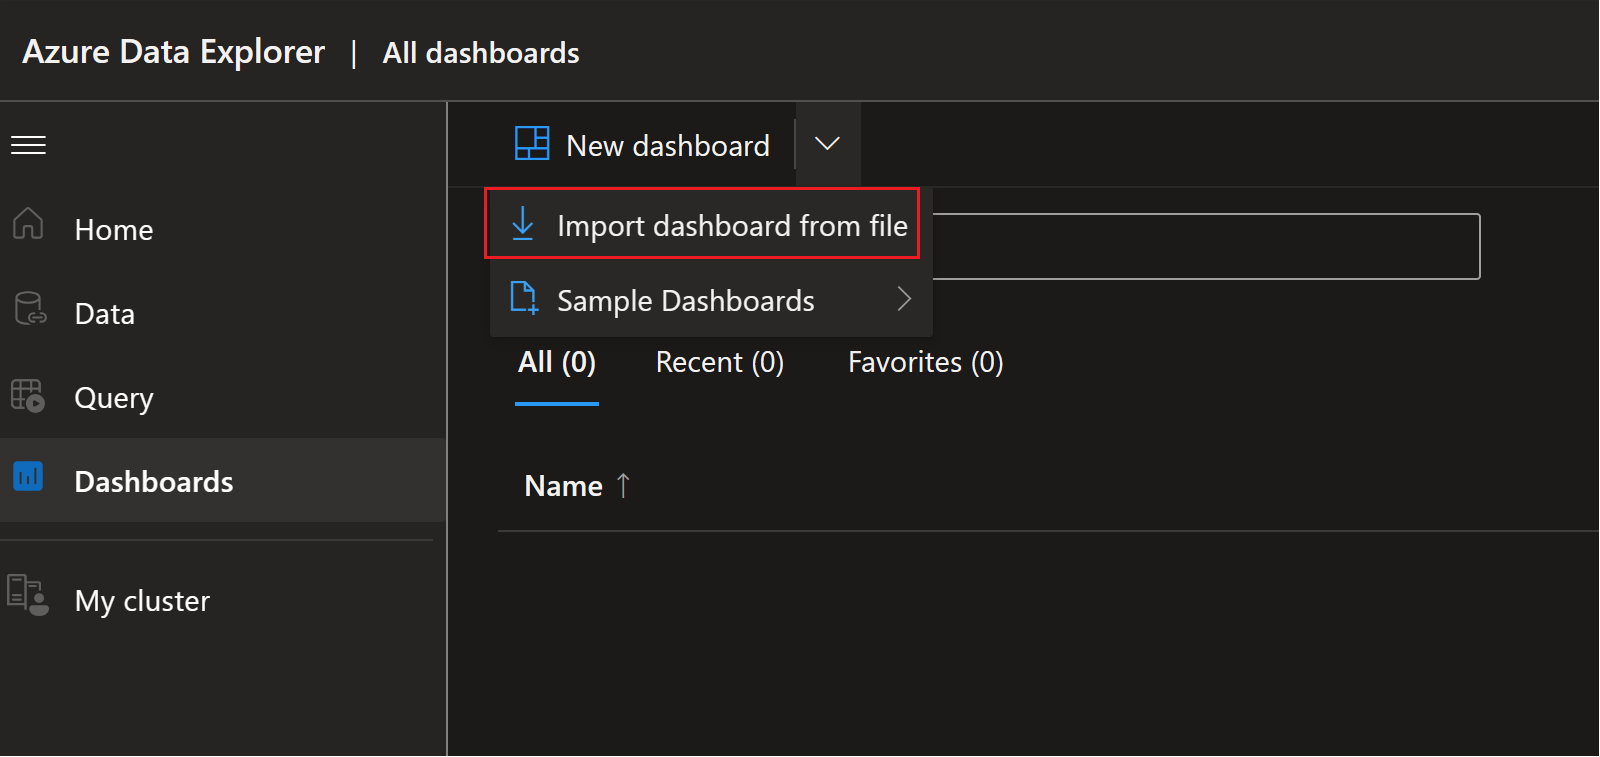 Azure Data Explorer | All dashboards
New dashboard
Import dashboard from file
Sample Dashboards
Home
Data
Query
Dashboards
My cluster
All (0) Recent (0) Favorites (0)
Name ↑